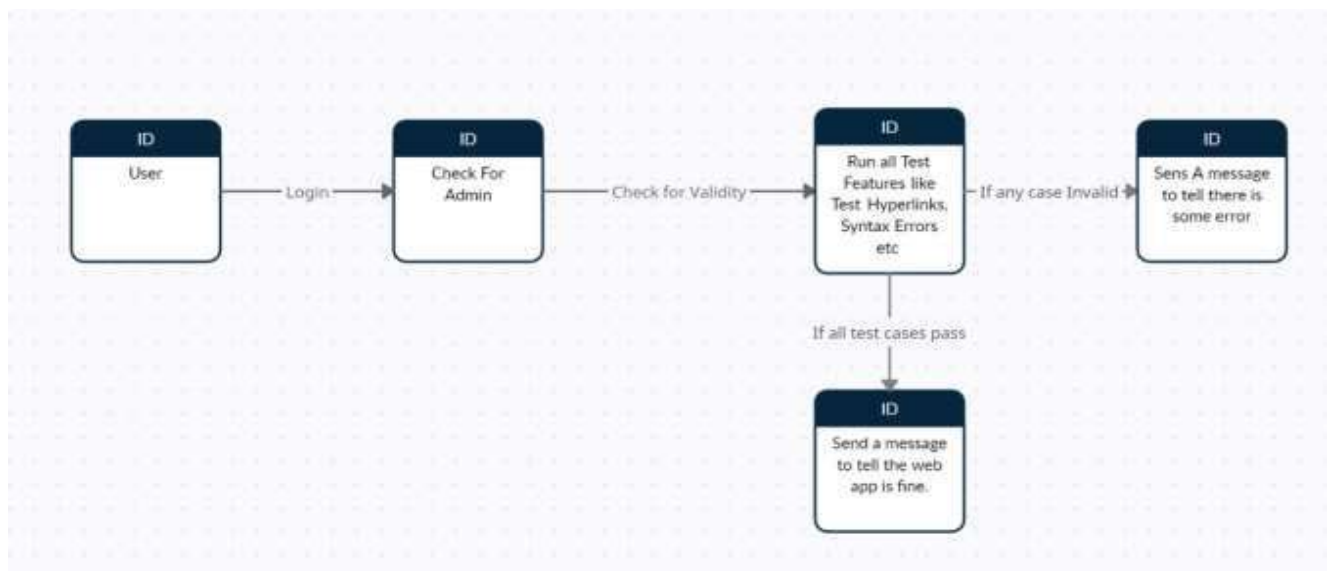 ID
User
Login
ID
Check For
Admin
Check for Validity
ID
Run all Test
Features like
Test Hyperlinks,
Syntax Errors
etc
If any case Invalid
ID
Sens A message
to tell there is
some error
If all test cases pass
ID
Send a message
to tell the web
app is fine.